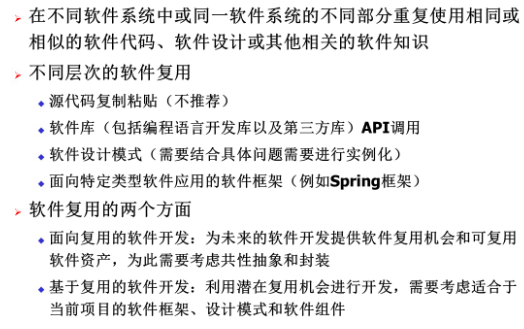 在不同软件系统中或同一软件系统的不同部分重复使用相同或
相似的软件代码、软件设计或其他相关的软件知识
不同层次的软件复用
源代码复制粘贴（不推荐）
软件库（包括编程语言开发库以及第三方库）API调用
软件设计模式（需要结合具体问题需要进行实例化）
面向特定类型软件应用的软件框架（例如Spring框架）
软件复用的两个方面
面向复用的软件开发：为未来的软件开发提供软件复用机会和可复用
软件资产，为此需要考虑共性抽象和封装
基于复用的软件开发：利用潜在复用机会进行开发，需要考虑适合于
当前项目的软件框架、设计模式和软件组件